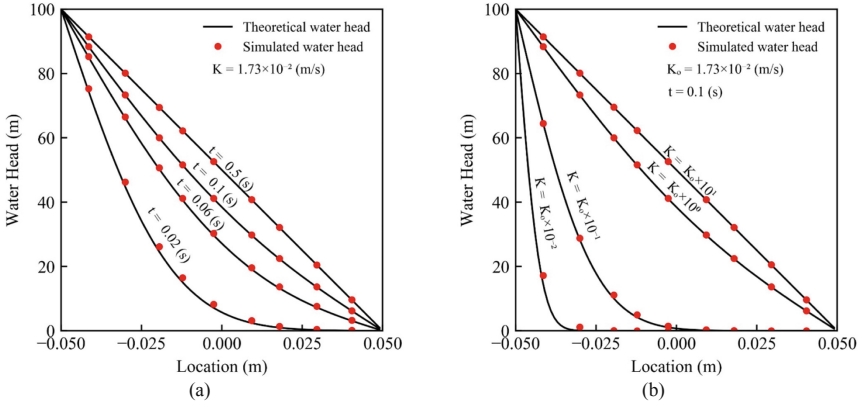 100
80
60
40
20
0
Water Head (m)
Theoretical water head
Simulated water head
K = 1.73×10⁻² (m/s)
t = 0.5 (s)
t = 0.1 (s)
t = 0.06 (s)
t = 0.02 (s)
-0.050 −0.025 0.000 0.025 0.050
Location (m)
(a)
100
80
60
40
20
0
Water Head (m)
Theoretical water head
Simulated water head
Kₒ = 1.73×10⁻² (m/s)
t = 0.1 (s)
K = Kₒ×10¹
K = Kₒ×10⁰
K = Kₒ×10⁻¹
K = Kₒ×10⁻²
-0.050 −0.025 0.000 0.025 0.050
Location (m)
(b)